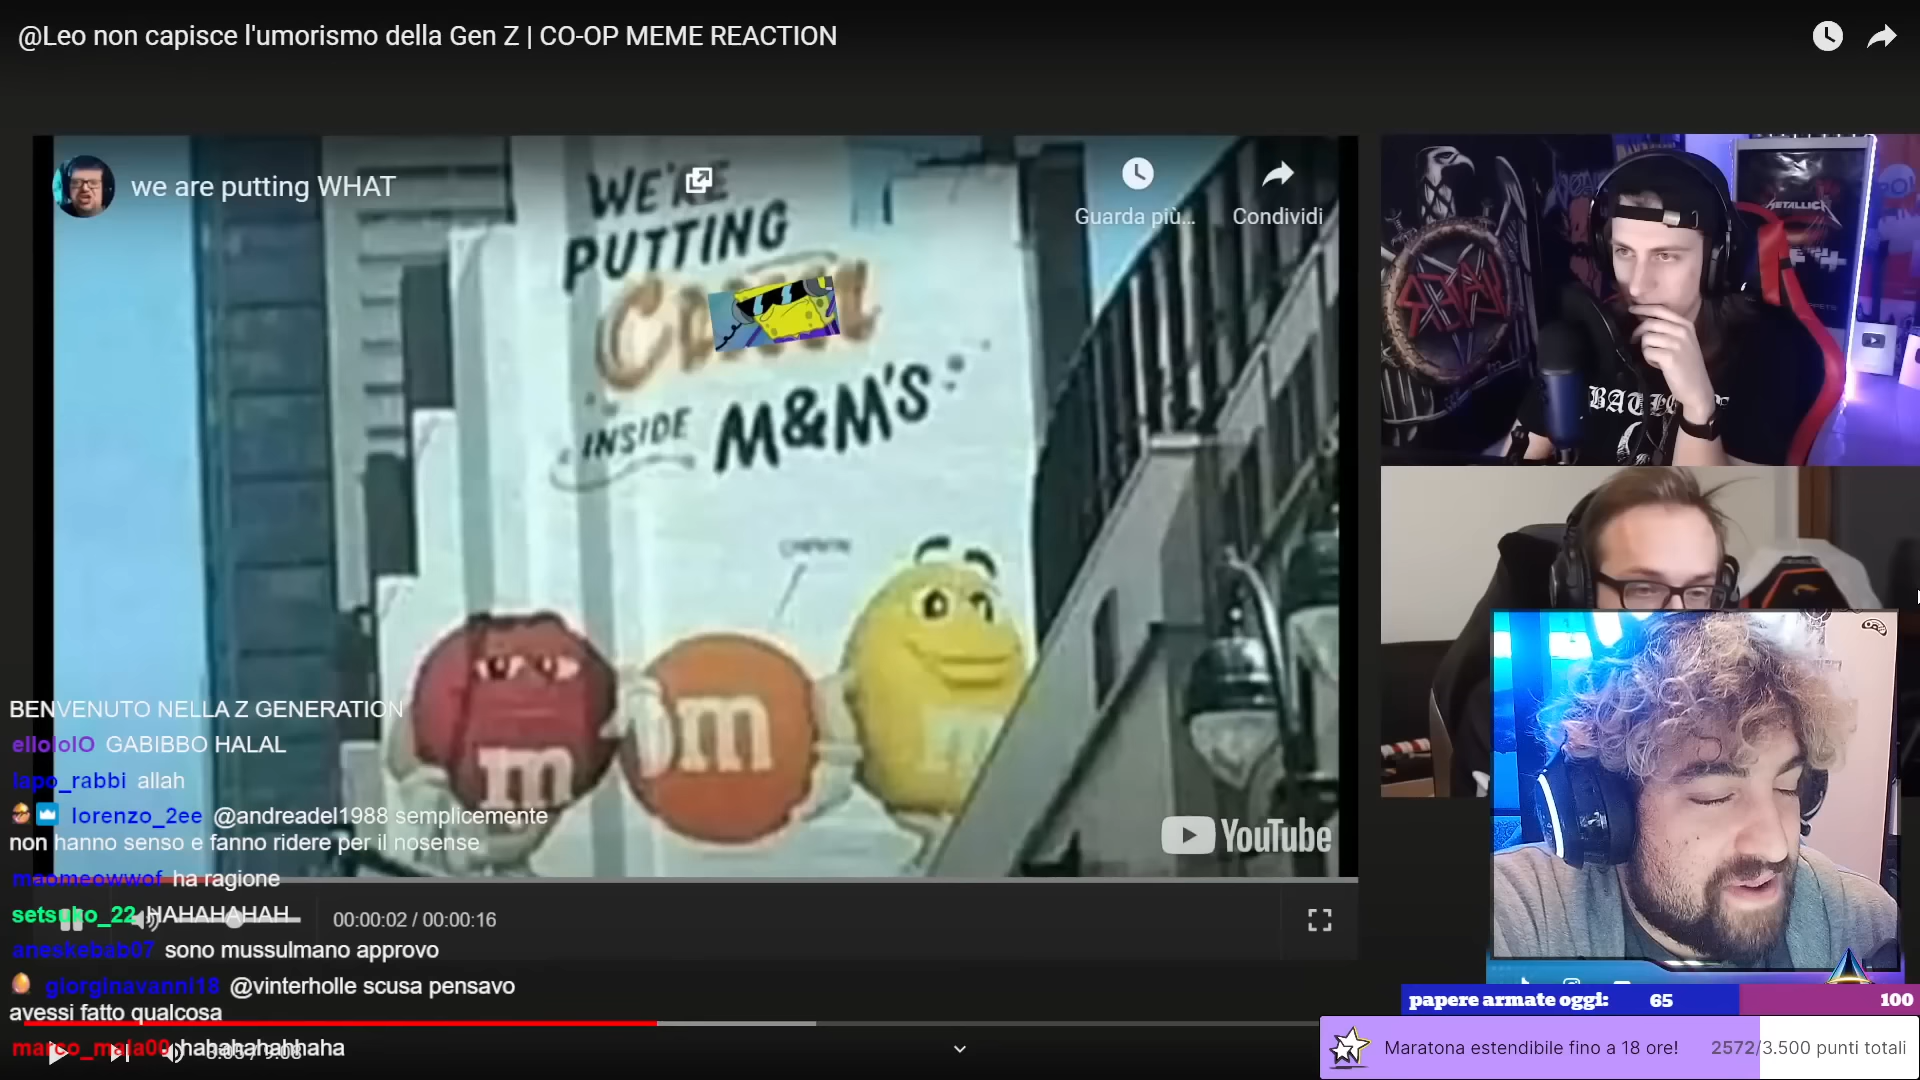 @Leo non capisce l'umorismo della Gen Z | CO-OP MEME REACTION
we are putting WHAT
Guarda più...
Condividi
WE'RE
PUTTING
INSIDE M&M'S
m
m
m
YouTube
METALLICA
SLAYER
BENVENUTO NELLA Z GENERATION
ellololO GABIBBO HALAL
lapo_rabbi allah
lorenzo_2ee @andreadel1988 semplicemente
non hanno senso e fanno ridere per il nosense
maomeowwof ha ragione
setsuko_22 HAHAHAHAH
00:00:02 / 00:00:16
aneskebab07 sono mussulmano approvo
giorginavanni18 @vinterholle scusa pensavo
avessi fatto qualcosa
marco_mala00 hahahahahhaha
papere armate oggi: 65 100
Maratona estendibile fino a 18 ore! 2572/3.500 punti totali